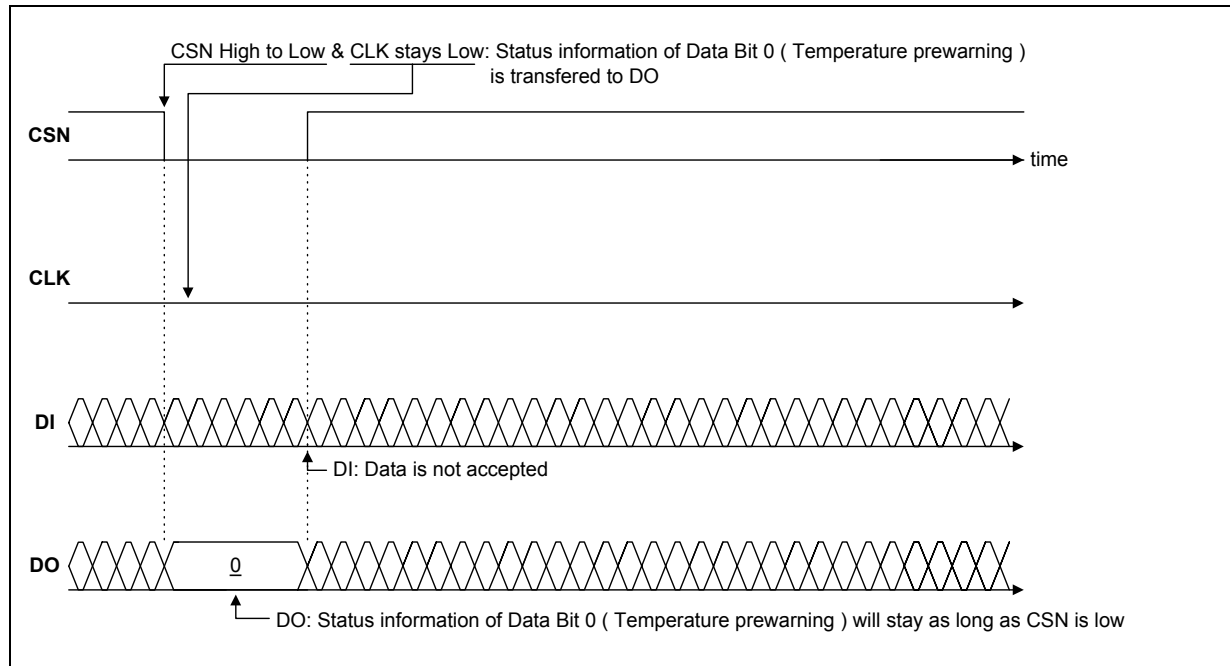 CSN High to Low & CLK stays Low: Status information of Data Bit 0 ( Temperature prewarning )
is transfered to DO
CSN
time
CLK
DI
DI: Data is not accepted
DO
0
DO: Status information of Data Bit 0 ( Temperature prewarning ) will stay as long as CSN is low